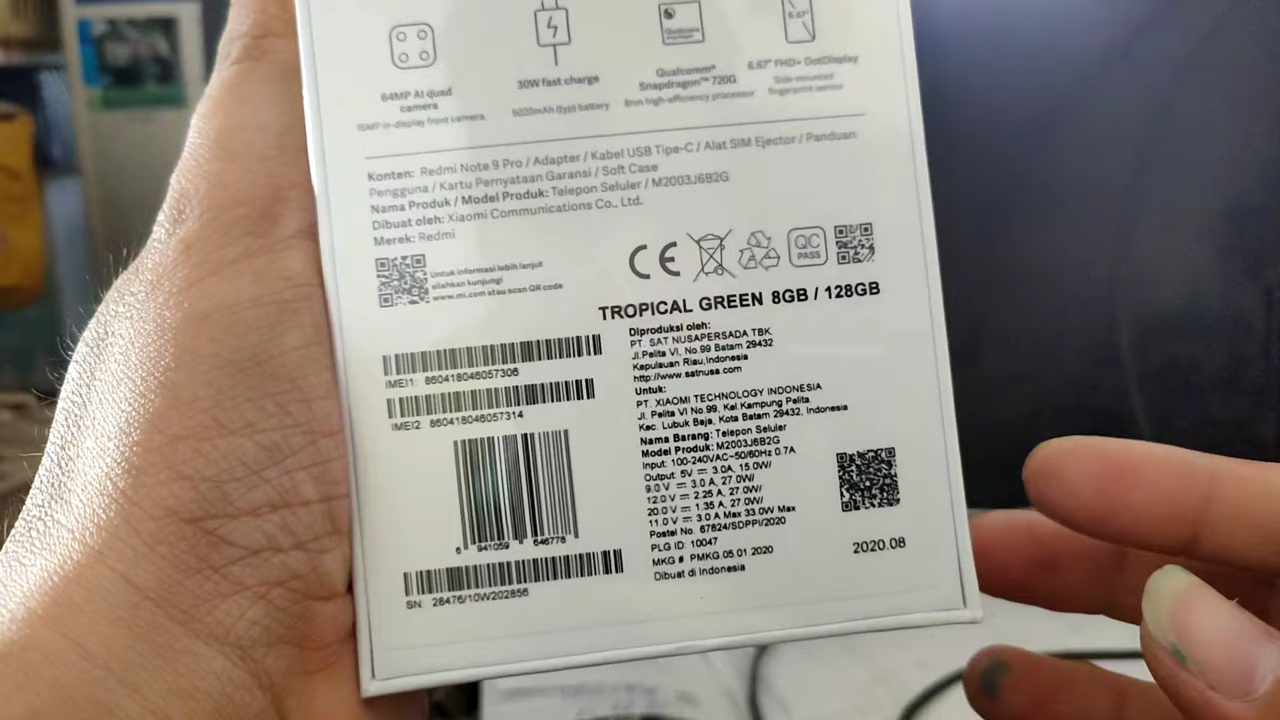 64MP AI quad
camera
16MP in-display front camera
30W fast charge
5020mAh (typ) battery
Qualcomm
snapdragon
Qualcomm®
Snapdragon™ 720G
8nm high-efficiency processor
6.67"
6.67" FHD+ DotDisplay
Side-mounted
fingerprint sensor
Konten: Redmi Note 9 Pro / Adapter / Kabel USB Tipe-C / Alat SIM Ejector / Panduan
Pengguna / Kartu Pernyataan Garansi / Soft Case
Nama Produk / Model Produk: Telepon Seluler / M2003J6B2G
Dibuat oleh: Xiaomi Communications Co., Ltd.
Merek: Redmi
Untuk informasi lebih lanjut
silahkan kunjungi
www.mi.com atau scan QR code
CE
QC
PASS
TROPICAL GREEN 8GB / 128GB
IMEI1: 860418046057306
IMEI2: 860418046057314
6 941059 646778
SN: 28476/10W202856
Diproduksi oleh:
PT. SAT NUSAPERSADA TBK.
Jl.Pelita VI, No.99 Batam 29432
Kepulauan Riau,Indonesia
http://www.satnusa.com
Untuk:
PT. XIAOMI TECHNOLOGY INDONESIA
Jl. Pelita VI No.99, Kel.Kampung Pelita.
Kec. Lubuk Baja, Kota Batam 29432, Indonesia
Nama Barang: Telepon Seluler
Model Produk: M2003J6B2G
Input: 100-240VAC~50/60Hz 0.7A
Output: 5V ⎓ 3.0A, 15.0W/
9.0 V ⎓ 3.0 A, 27.0W/
12.0 V ⎓ 2.25 A, 27.0W/
20.0 V ⎓ 1.35 A, 27.0W/
11.0 V ⎓ 3.0 A Max 33.0W Max
Postel No. 67824/SDPPI/2020
PLG ID: 10047
MKG # PMKG.05.01.2020
Dibuat di Indonesia
2020.08